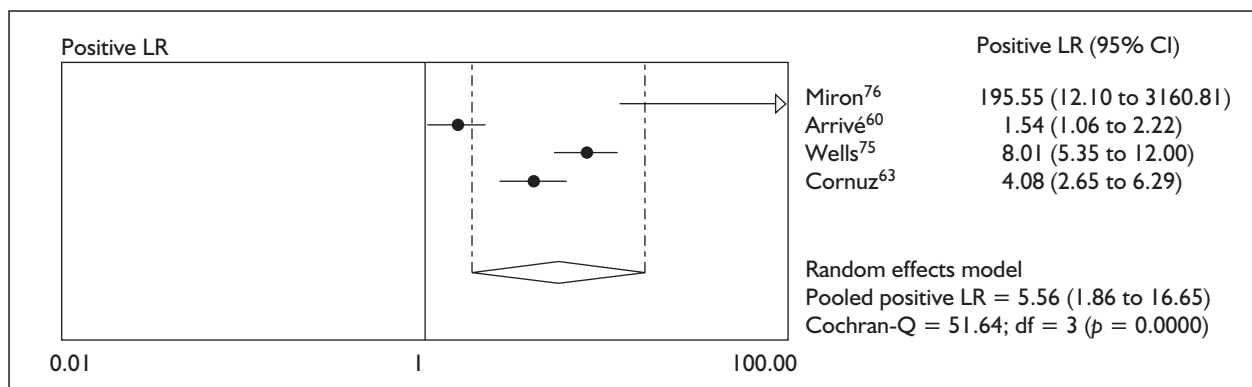 Positive LR
Positive LR (95% CI)
Miron76 195.55 (12.10 to 3160.81)
Arrivé60 1.54 (1.06 to 2.22)
Wells75 8.01 (5.35 to 12.00)
Cornuz63 4.08 (2.65 to 6.29)
Random effects model
Pooled positive LR = 5.56 (1.86 to 16.65)
Cochran-Q = 51.64; df = 3 (p = 0.0000)
0.01 1 100.00